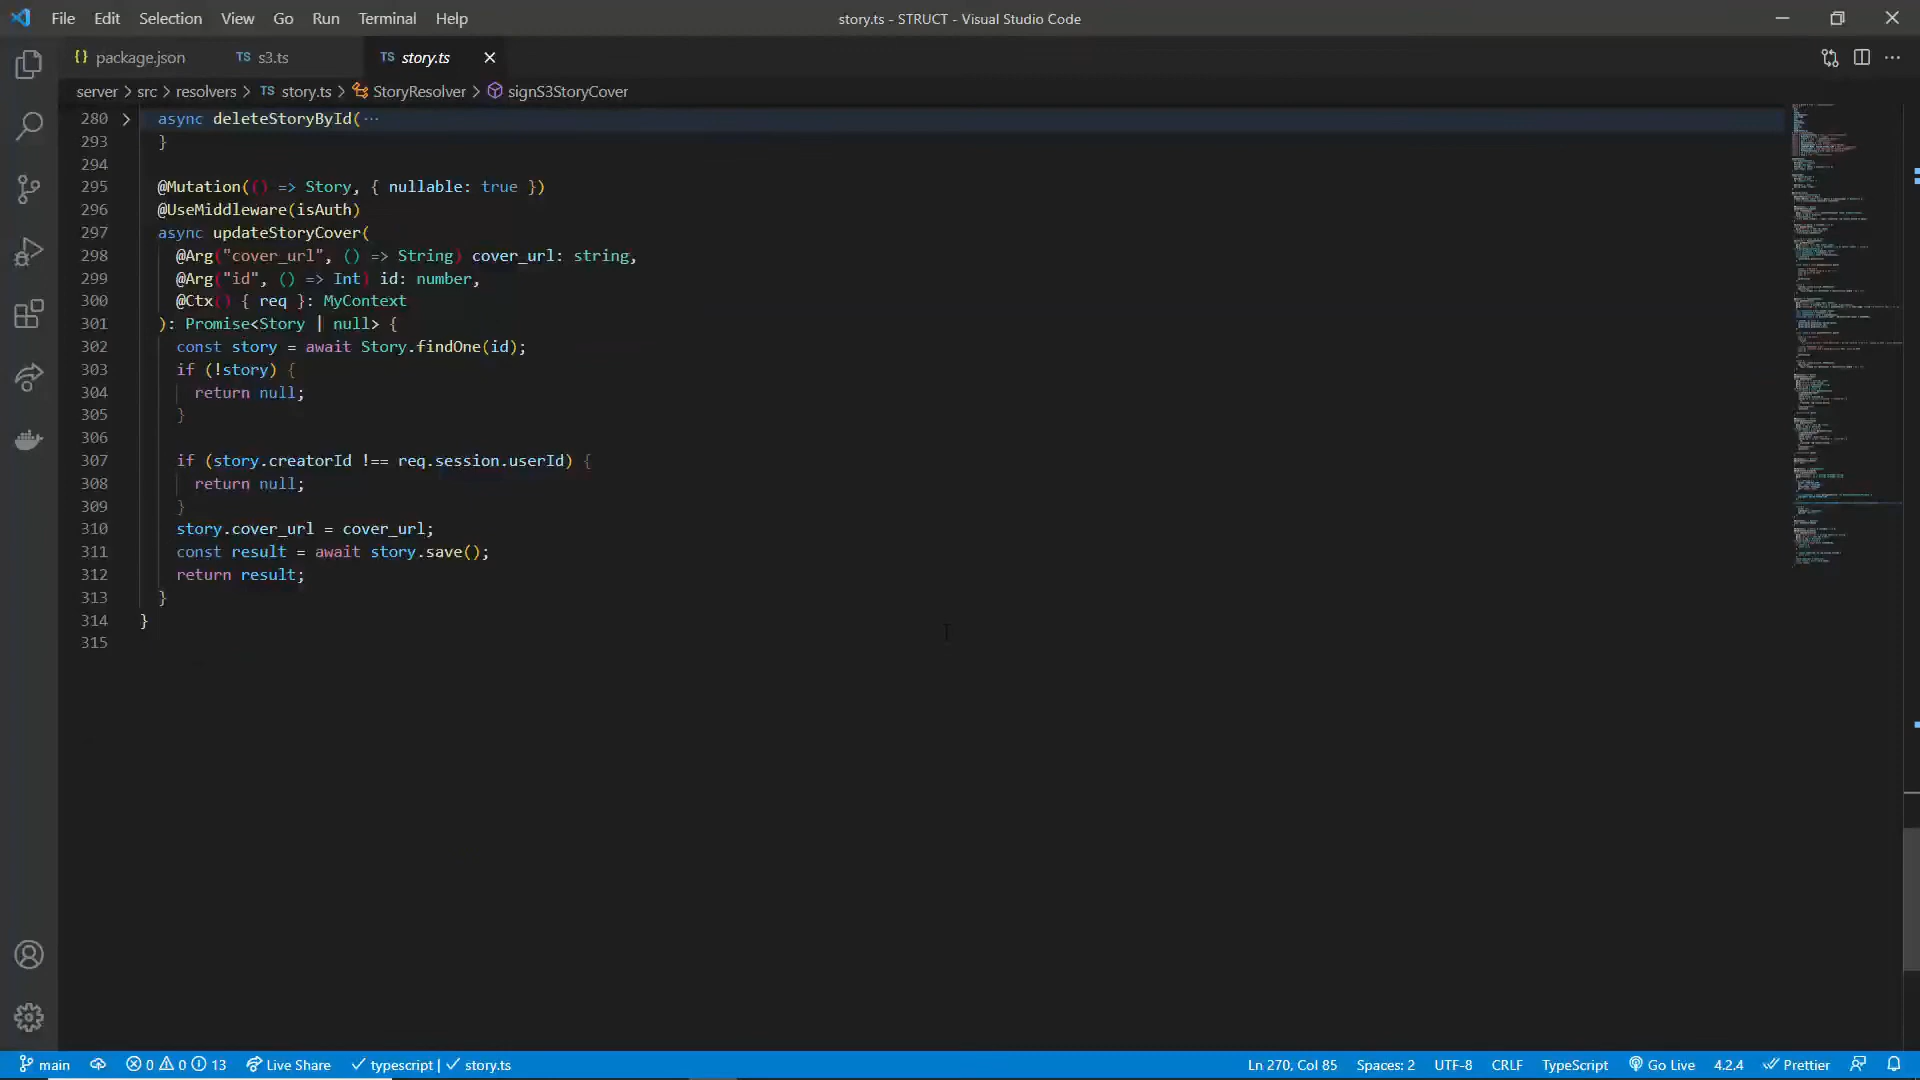 File Edit Selection View Go Run Terminal Help
story.ts - STRUCT - Visual Studio Code
{} package.json
TS s3.ts
TS story.ts
server > src > resolvers > TS story.ts > StoryResolver > signS3StoryCover
280 async deleteStoryById(···
293 }
294
295 @Mutation(() => Story, { nullable: true })
296 @UseMiddleware(isAuth)
297 async updateStoryCover(
298 @Arg("cover_url", () => String) cover_url: string,
299 @Arg("id", () => Int) id: number,
300 @Ctx() { req }: MyContext
301 ): Promise<Story | null> {
302 const story = await Story.findOne(id);
303 if (!story) {
304 return null;
305 }
306
307 if (story.creatorId !== req.session.userId) {
308 return null;
309 }
310 story.cover_url = cover_url;
311 const result = await story.save();
312 return result;
313 }
314 }
315
main 0 0 13 Live Share typescript | story.ts Ln 270, Col 85 Spaces: 2 UTF-8 CRLF TypeScript Go Live 4.2.4 Prettier